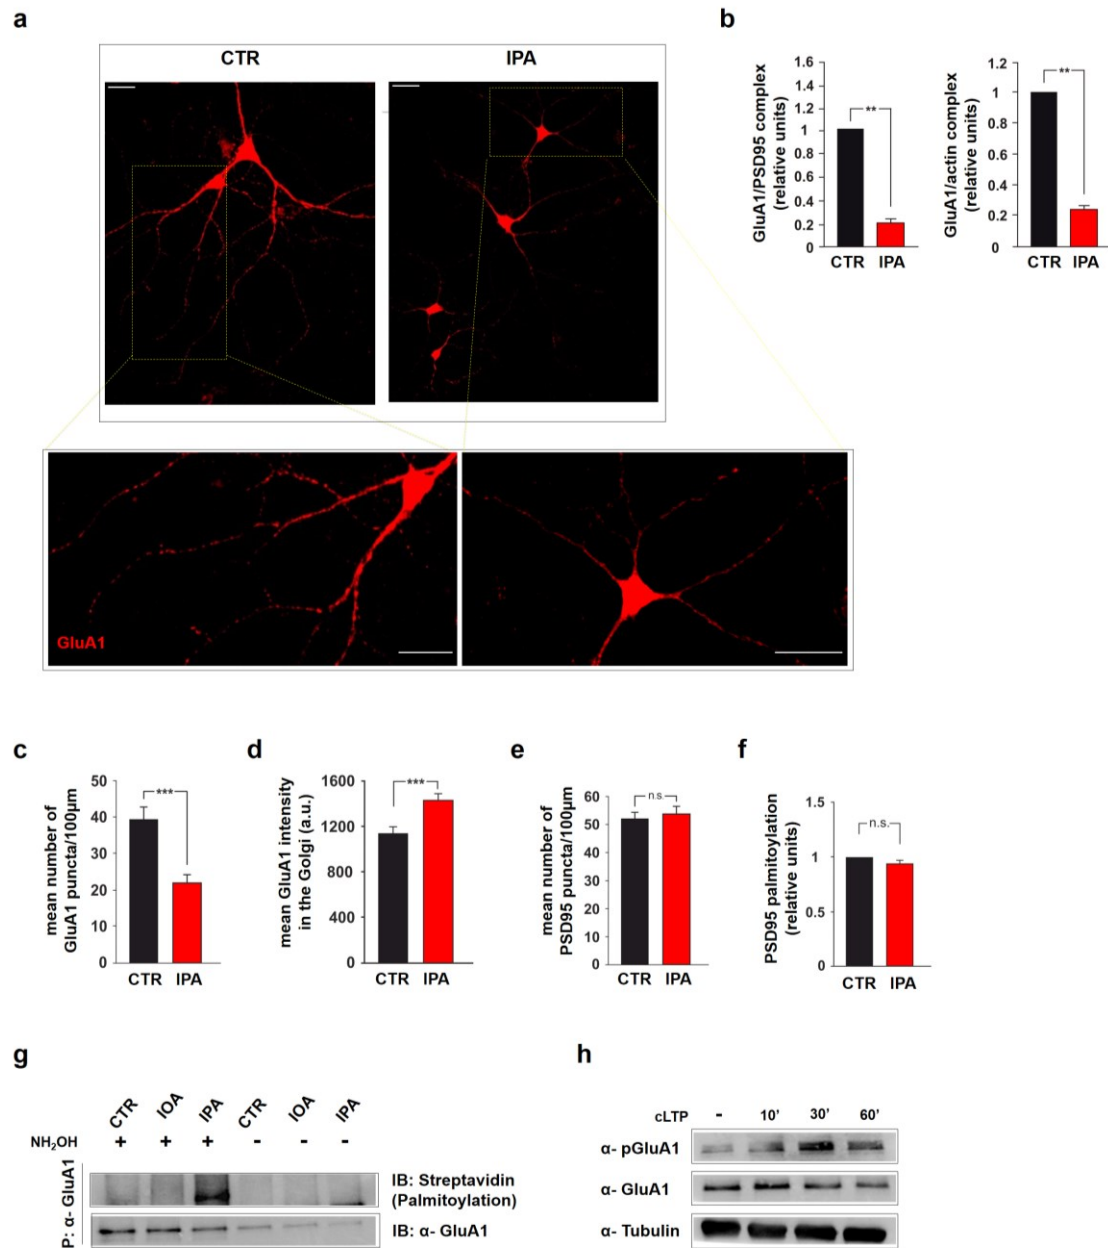 a
CTR
IPA
GluA1
b
GluA1/PSD95 complex
(relative units)
1.6
1.4
1.2
1
0.8
0.6
0.4
0.2
0
**
CTR IPA
GluA1/actin complex
(relative units)
1.2
1
0.8
0.6
0.4
0.2
0
**
CTR IPA
c
mean number of
GluA1 puncta/100µm
50
40
30
20
10
0
***
CTR IPA
d
mean GluA1 intensity
in the Golgi (a.u.)
1600
1200
800
400
0
***
CTR IPA
e
mean number of
PSD95 puncta/100µm
60
50
40
30
20
10
0
n.s
CTR IPA
f
PSD95 palmitoylation
(relative units)
1.5
1
0.5
0
n.s.
CTR IPA
g
CTR IOA IPA CTR IOA IPA
NH₂OH + + + - - -
P: α- GluA1
IB: Streptavidin
(Palmitoylation)
IB: α- GluA1
h
cLTP - 10' 30' 60'
α- pGluA1
α- GluA1
α- Tubulin